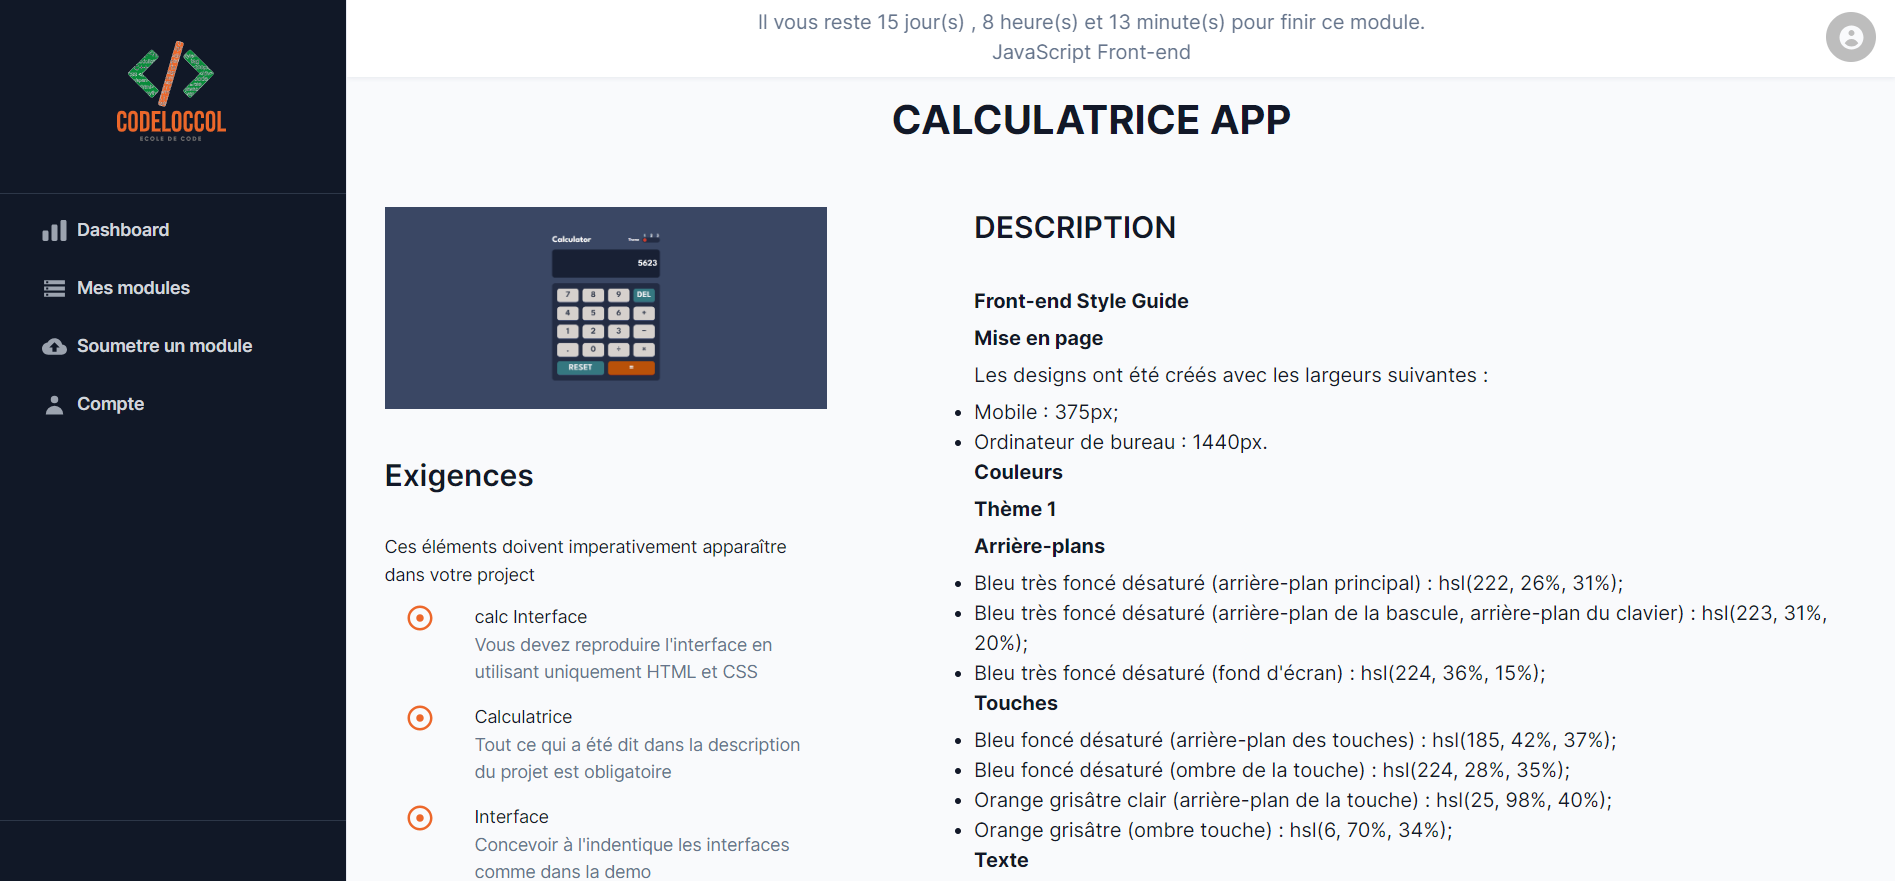 CODELOCCOL
ECOLE DE CODE
Dashboard
Mes modules
Soumetre un module
Compte
Il vous reste 15 jour(s) , 8 heure(s) et 13 minute(s) pour finir ce module.
JavaScript Front-end
CALCULATRICE APP
Calculator
Theme
1 2 3
5623
7 8 9 DEL
4 5 6 +
1 2 3 -
. 0 ÷ ×
RESET =
Exigences
Ces éléments doivent imperativement apparaître
dans votre project
calc Interface
Vous devez reproduire l'interface en
utilisant uniquement HTML et CSS
Calculatrice
Tout ce qui a été dit dans la description
du projet est obligatoire
Interface
Concevoir à l'indentique les interfaces
comme dans la demo
DESCRIPTION
Front-end Style Guide
Mise en page
Les designs ont été créés avec les largeurs suivantes :
• Mobile : 375px;
• Ordinateur de bureau : 1440px.
Couleurs
Thème 1
Arrière-plans
• Bleu très foncé désaturé (arrière-plan principal) : hsl(222, 26%, 31%);
• Bleu très foncé désaturé (arrière-plan de la bascule, arrière-plan du clavier) : hsl(223, 31%,
20%);
• Bleu très foncé désaturé (fond d'écran) : hsl(224, 36%, 15%);
Touches
• Bleu foncé désaturé (arrière-plan des touches) : hsl(185, 42%, 37%);
• Bleu foncé désaturé (ombre de la touche) : hsl(224, 28%, 35%);
• Orange grisâtre clair (arrière-plan de la touche) : hsl(25, 98%, 40%);
• Orange grisâtre (ombre touche) : hsl(6, 70%, 34%);
Texte